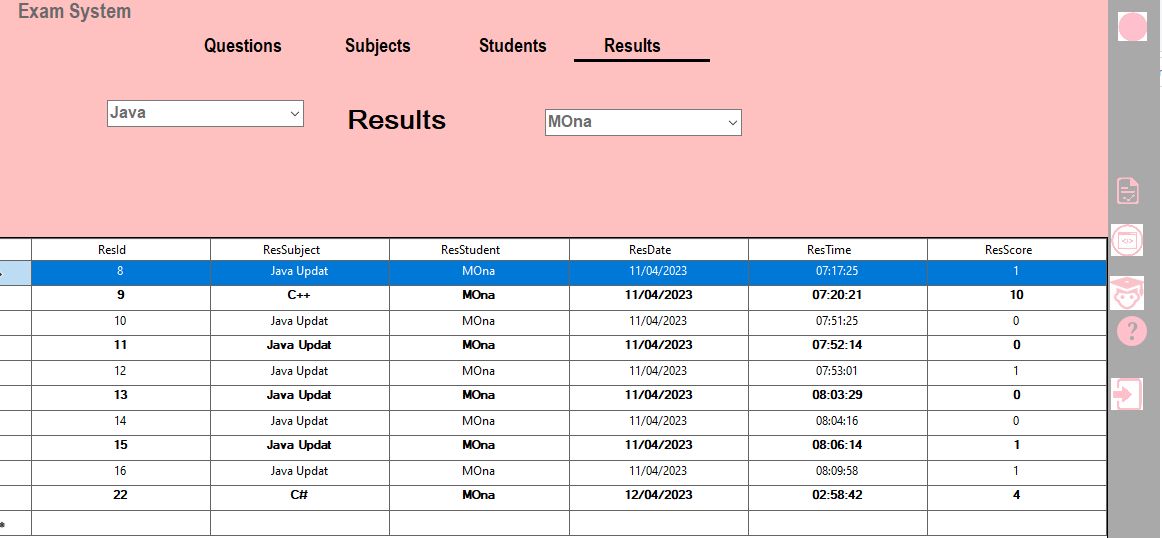 Exam System
Questions Subjects Students Results
Java Results MOna
ResId ResSubject ResStudent ResDate ResTime ResScore
8 Java Updat MOna 11/04/2023 07:17:25 1
9 C++ MOna 11/04/2023 07:20:21 10
10 Java Updat MOna 11/04/2023 07:51:25 0
11 Java Updat MOna 11/04/2023 07:52:14 0
12 Java Updat MOna 11/04/2023 07:53:01 1
13 Java Updat MOna 11/04/2023 08:03:29 0
14 Java Updat MOna 11/04/2023 08:04:16 0
15 Java Updat MOna 11/04/2023 08:06:14 1
16 Java Updat MOna 11/04/2023 08:09:58 1
22 C# MOna 12/04/2023 02:58:42 4
*